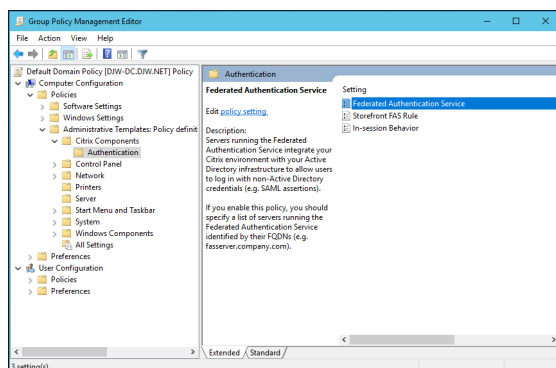 Group Policy Management Editor
File Action View Help
Default Domain Policy [DJW-DC.DJW.NET] Policy
Computer Configuration
Policies
Software Settings
Windows Settings
Administrative Templates: Policy definit
Citrix Components
Authentication
Control Panel
Network
Printers
Server
Start Menu and Taskbar
System
Windows Components
All Settings
Preferences
User Configuration
Policies
Preferences
Authentication
Federated Authentication Service
Edit policy setting
Description:
Servers running the Federated
Authentication Service integrate your
Citrix environment with your Active
Directory infrastructure to allow users
to log in with non-Active Directory
credentials (e.g. SAML assertions).
If you enable this policy, you should
specify a list of servers running the
Federated Authentication Service
identified by their FQDNs (e.g.
fasserver.company.com).
Setting
Federated Authentication Service
Storefront FAS Rule
In-session Behavior
Extended Standard
3 setting(s)